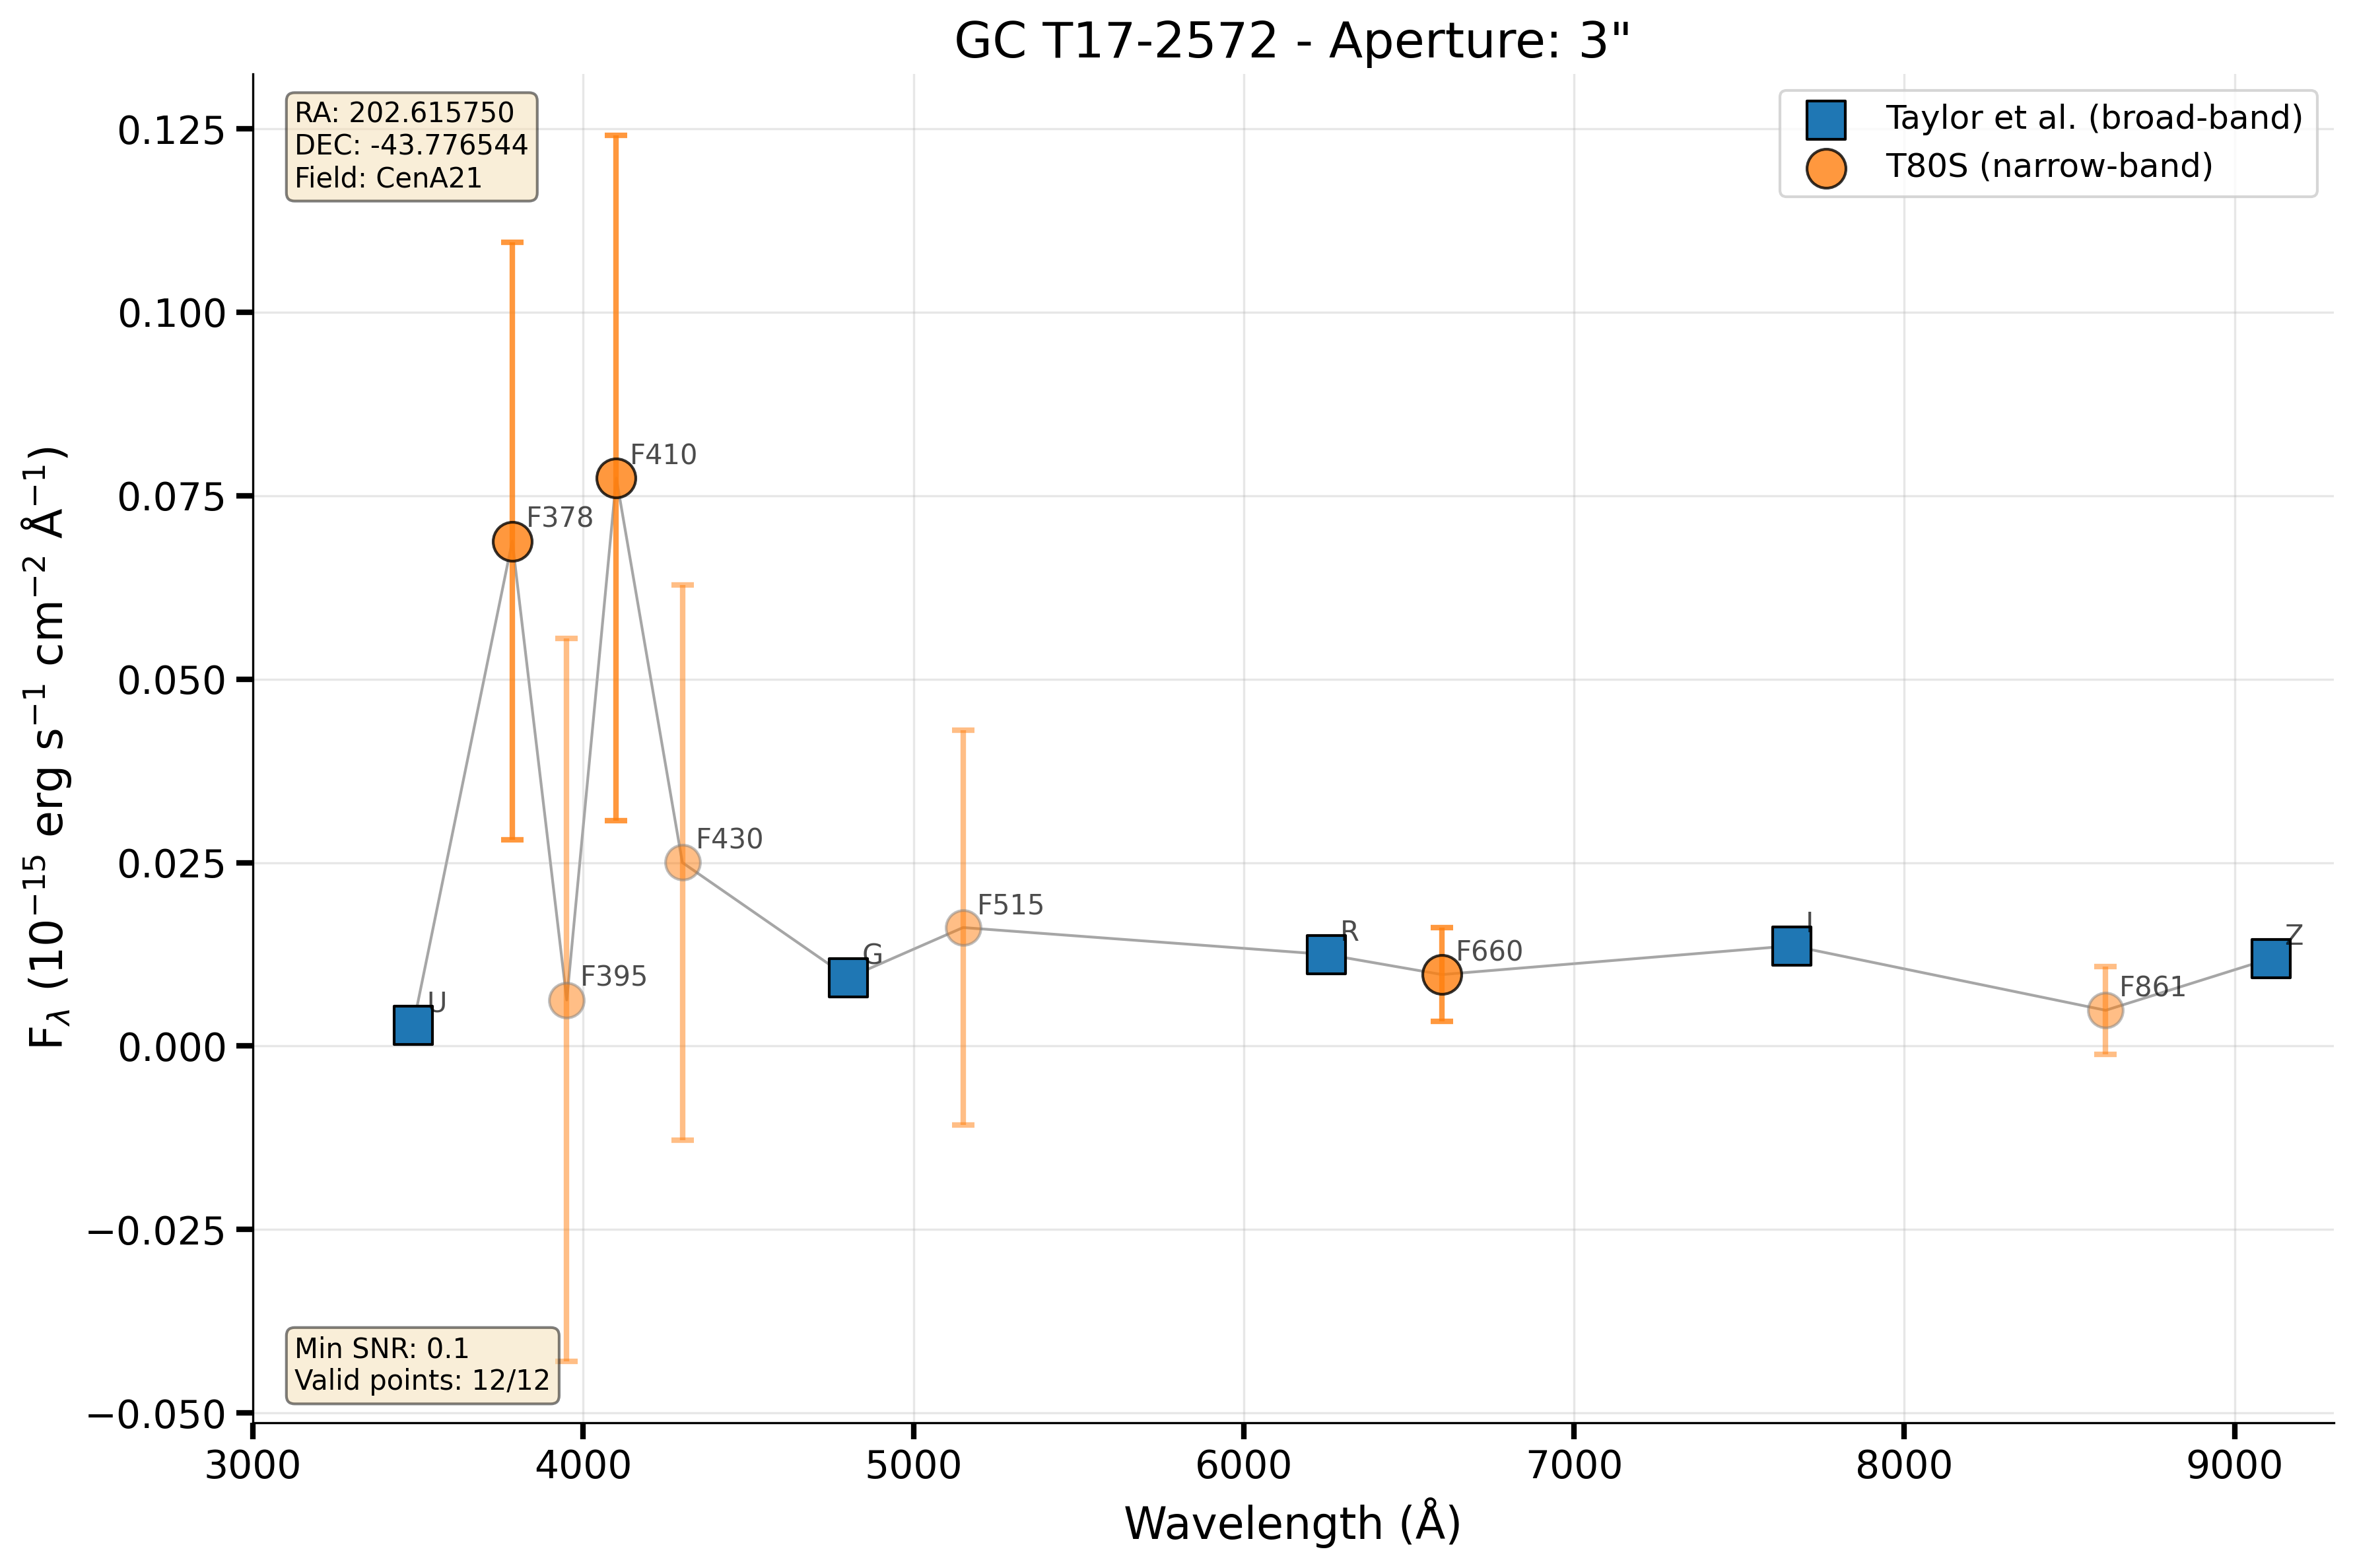 GC T17-2572 - Aperture: 3"
RA: 202.615750
DEC: -43.776544
Field: CenA21
Taylor et al. (broad-band)
T80S (narrow-band)
0.125
0.100
0.075
0.050
0.025
0.000
−0.025
−0.050
F$_{\lambda}$ (10$^{-15}$ erg s$^{-1}$ cm$^{-2}$ Å$^{-1}$)
U
F378
F395
F410
F430
G
F515
R
F660
I
F861
Z
Min SNR: 0.1
Valid points: 12/12
3000 4000 5000 6000 7000 8000 9000
Wavelength (Å)